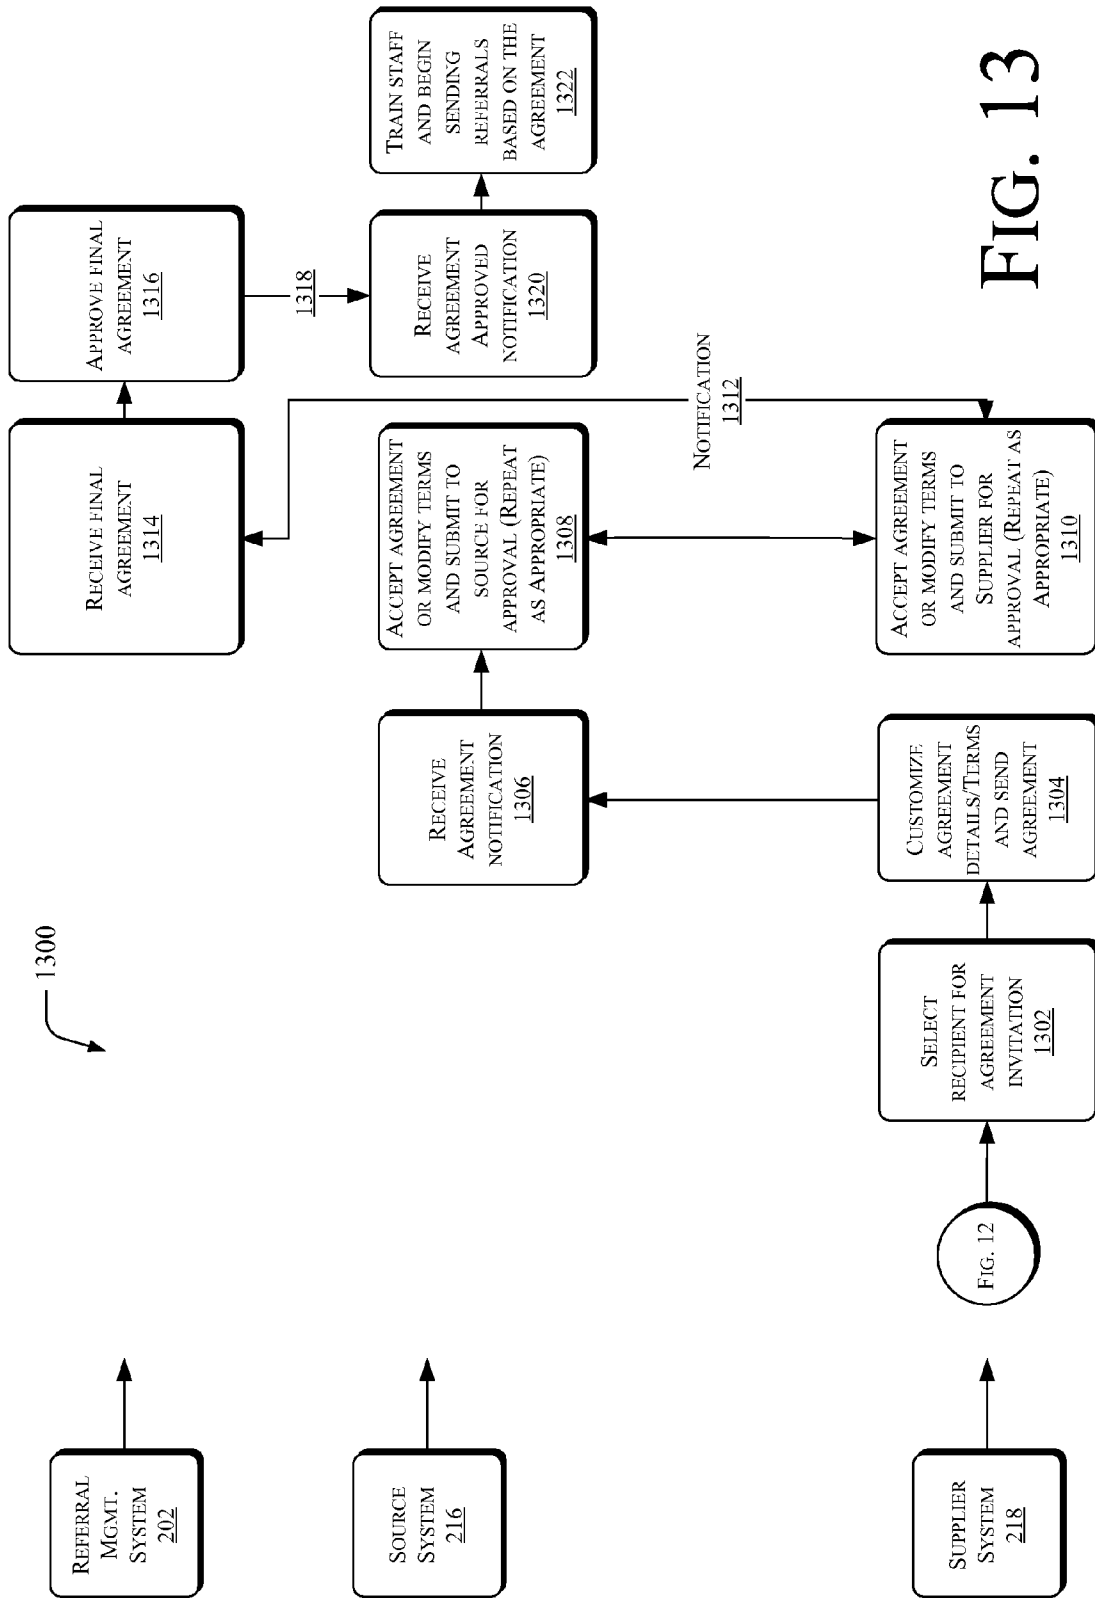 1300
REFERRAL
MGMT.
SYSTEM
202
RECEIVE FINAL
AGREEMENT
1314
APPROVE FINAL
AGREEMENT
1316
1318
SOURCE
SYSTEM
216
RECEIVE
AGREEMENT
NOTIFICATION
1306
ACCEPT AGREEMENT
OR MODIFY TERMS
AND SUBMIT TO
SOURCE FOR
APPROVAL (REPEAT
AS APPROPRIATE)
1308
RECEIVE
AGREEMENT
APPROVED
NOTIFICATION
1320
TRAIN STAFF
AND BEGIN
SENDING
REFERRALS
BASED ON THE
AGREEMENT
1322
NOTIFICATION
1312
SUPPLIER
SYSTEM
218
FIG. 12
SELECT
RECIPIENT FOR
AGREEMENT
INVITATION
1302
CUSTOMIZE
AGREEMENT
DETAILS/TERMS
AND SEND
AGREEMENT
1304
ACCEPT AGREEMENT
OR MODIFY TERMS
AND SUBMIT TO
SUPPLIER FOR
APPROVAL (REPEAT AS
APPROPRIATE)
1310
FIG. 13